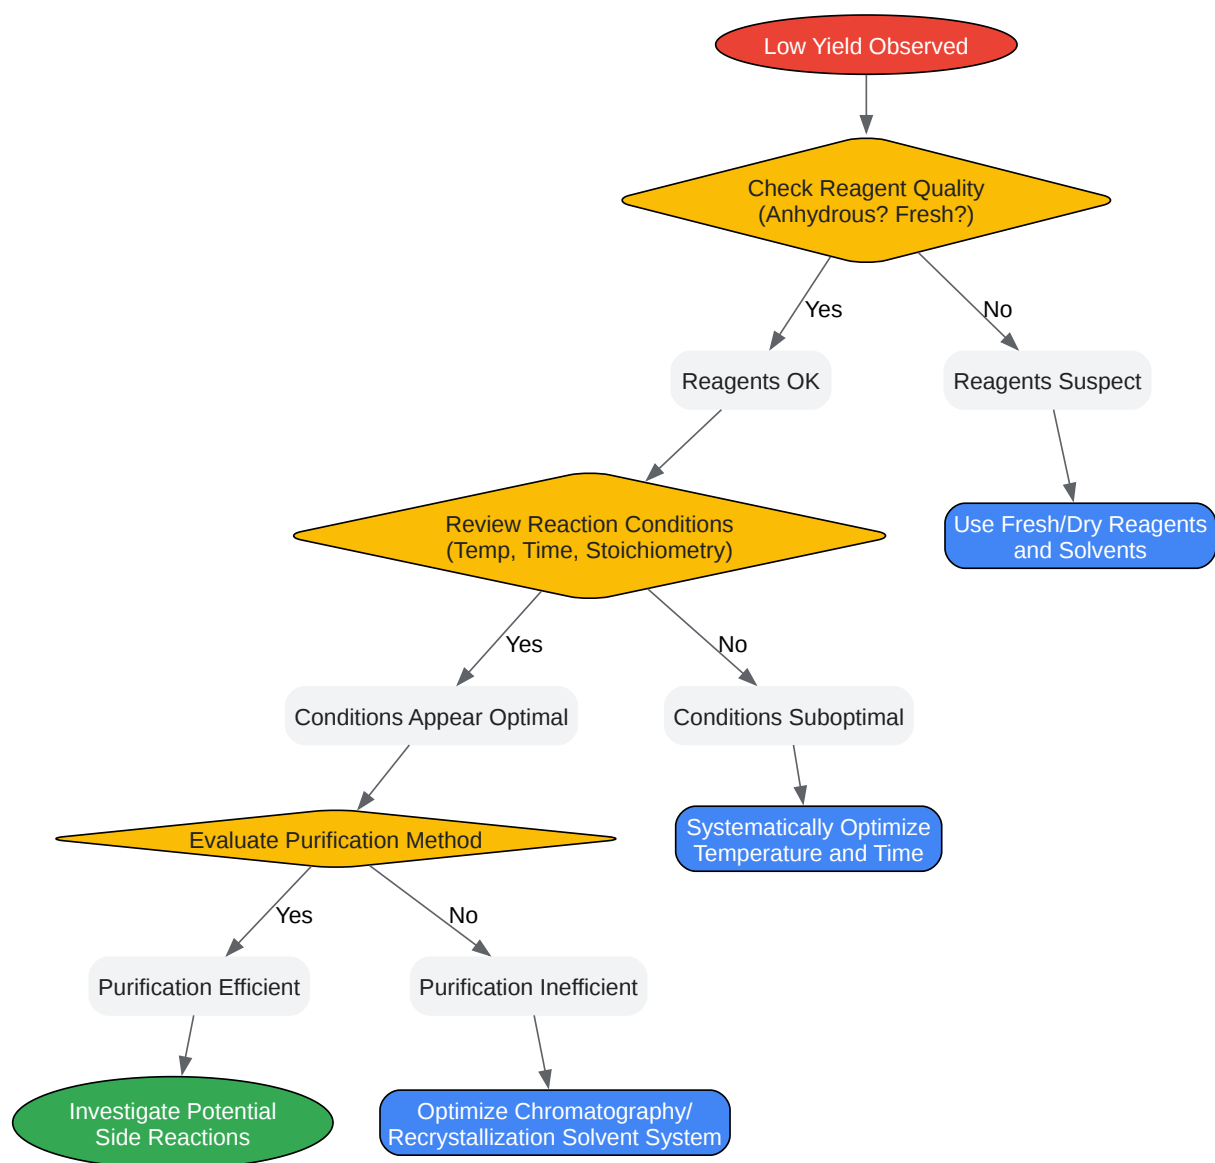 Low Yield Observed
Check Reagent Quality
(Anhydrous? Fresh?)
Yes
No
Reagents OK
Reagents Suspect
Review Reaction Conditions
(Temp, Time, Stoichiometry)
Use Fresh/Dry Reagents
and Solvents
Yes
No
Conditions Appear Optimal
Conditions Suboptimal
Evaluate Purification Method
Systematically Optimize
Temperature and Time
Yes
No
Purification Efficient
Purification Inefficient
Investigate Potential
Side Reactions
Optimize Chromatography/
Recrystallization Solvent System